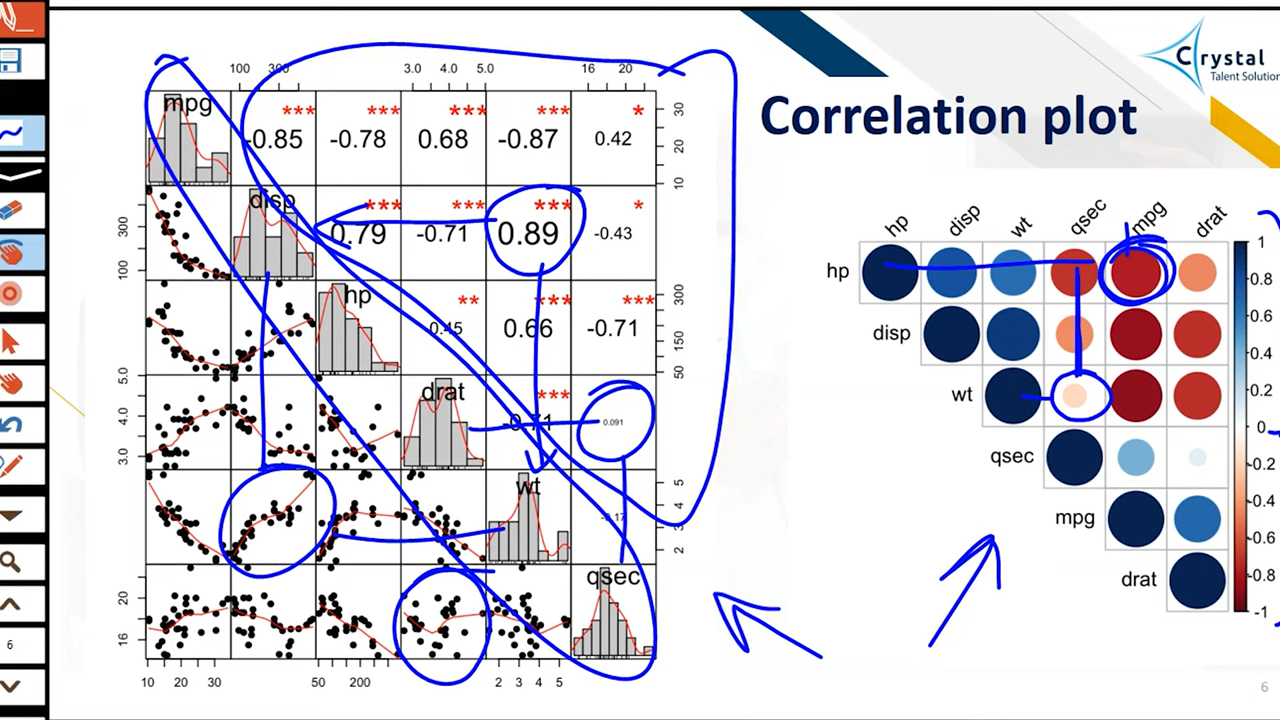 Crystal
Talent Solution
Correlation plot
100 300 3.0 4.0 5.0 16 20
mpg *** *** *** *** *
-0.85 -0.78 0.68 -0.87 0.42
10 20 30
disp *** *** *** *
0.79 -0.71 0.89 -0.43
100 300
hp ** *** ***
-0.45 0.66 -0.71
50 150 300
drat ***
-0.71 0.091
3.0 4.0 5.0
wt
-0.17
2 3 4 5
qsec
16 20
10 20 30 50 200 2 3 4 5
hp disp wt qsec mpg drat
hp
disp
wt
qsec
mpg
drat
1
0.8
0.6
0.4
0.2
0
-0.2
-0.4
-0.6
-0.8
-1
6
6